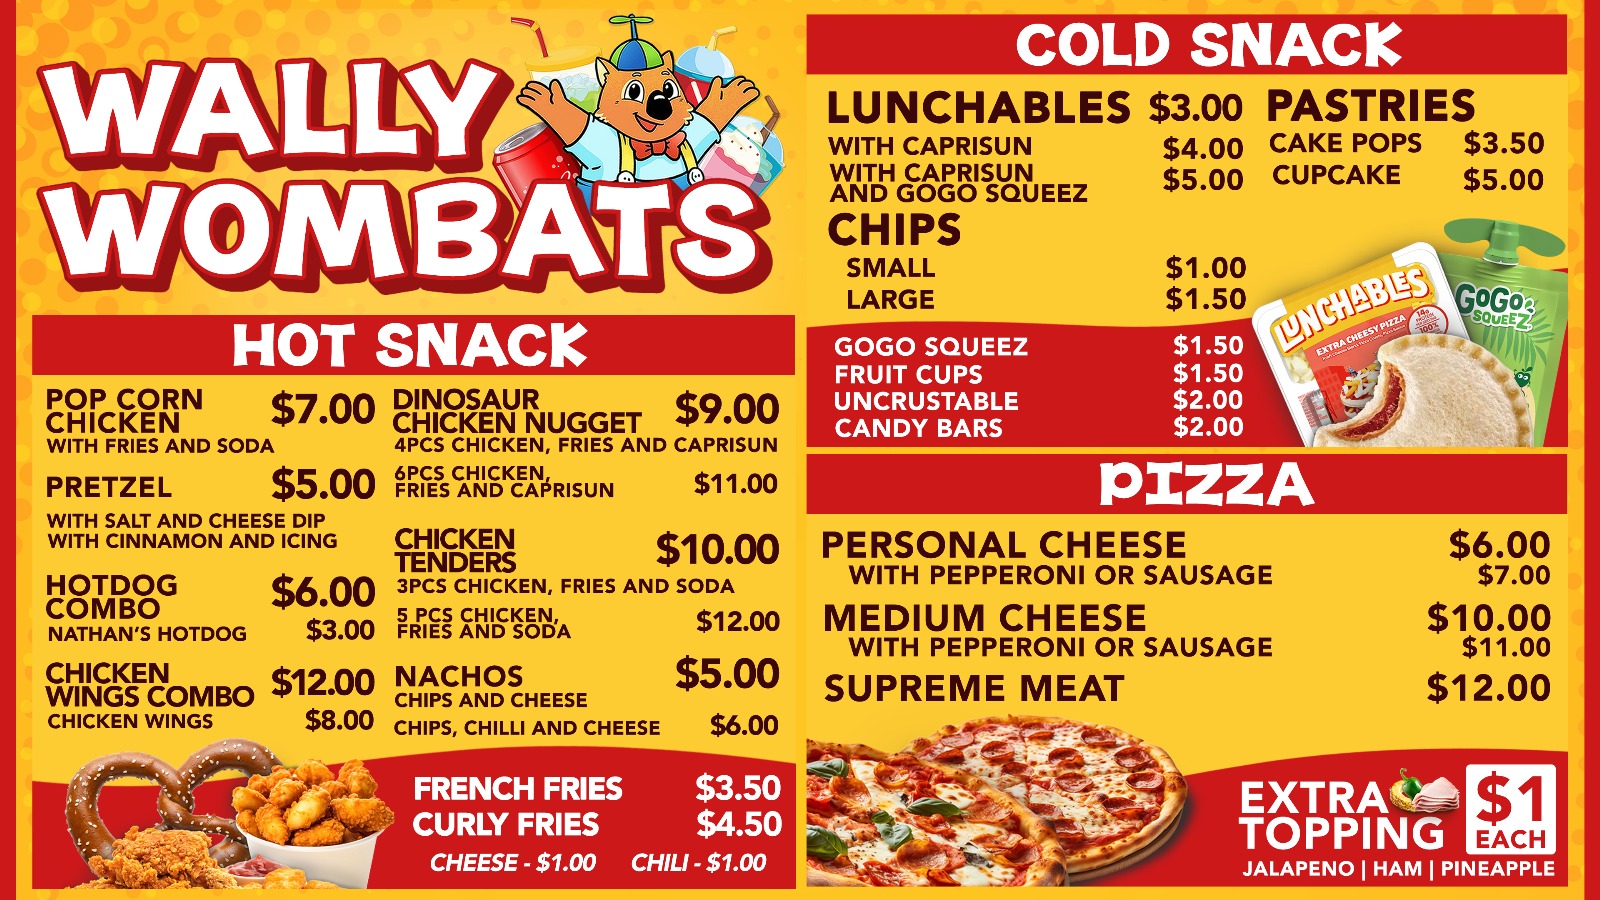 WALLY
WOMBATS
HOT SNACK
POP CORN
CHICKEN $7.00
WITH FRIES AND SODA
PRETZEL $5.00
WITH SALT AND CHEESE DIP
WITH CINNAMON AND ICING
HOTDOG
COMBO $6.00
NATHAN'S HOTDOG $3.00
CHICKEN
WINGS COMBO $12.00
CHICKEN WINGS $8.00
DINOSAUR
CHICKEN NUGGET $9.00
4PCS CHICKEN, FRIES AND CAPRISUN
6PCS CHICKEN,
FRIES AND CAPRISUN $11.00
CHICKEN
TENDERS $10.00
3PCS CHICKEN, FRIES AND SODA
5 PCS CHICKEN,
FRIES AND SODA $12.00
NACHOS $5.00
CHIPS AND CHEESE
CHIPS, CHILLI AND CHEESE $6.00
FRENCH FRIES $3.50
CURLY FRIES $4.50
CHEESE - $1.00 CHILI - $1.00
COLD SNACK
LUNCHABLES $3.00
WITH CAPRISUN $4.00
WITH CAPRISUN
AND GOGO SQUEEZ $5.00
CHIPS
SMALL $1.00
LARGE $1.50
PASTRIES
CAKE POPS $3.50
CUPCAKE $5.00
GOGO SQUEEZ $1.50
FRUIT CUPS $1.50
UNCRUSTABLE $2.00
CANDY BARS $2.00
LUNCHABLES
EXTRA CHEESY PIZZA
GOGO
SQUEEZ
PIZZA
PERSONAL CHEESE $6.00
WITH PEPPERONI OR SAUSAGE $7.00
MEDIUM CHEESE $10.00
WITH PEPPERONI OR SAUSAGE $11.00
SUPREME MEAT $12.00
EXTRA
TOPPING
$1
EACH
JALAPENO | HAM | PINEAPPLE